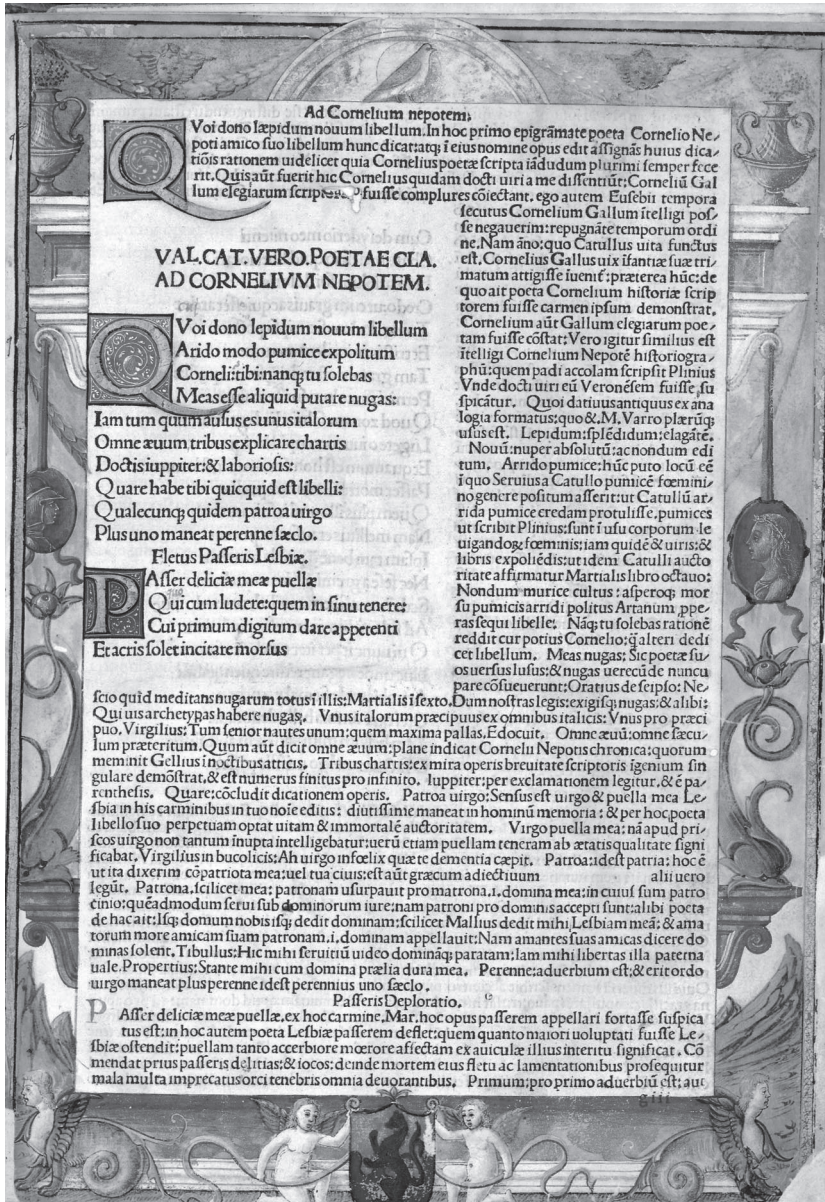 Ad Cornelium nepotem.
QVoi dono læpidum nouum libellum. In hoc primo epigrāmate poeta Cornelio Ne/
poti amico suo libellum hunc dicat: atq; ī eius nomine opus edit assignās huius dica/
tiōis rationem uidelicet quia Cornelius poetæ scripta iādudum plurimi semper fece
rit. Quis aūt fuerit hic Cornelius quidam docti uiri a me dissentiūt: Corneliū Gal
lum elegiarum fuisse complures cōiectant. ego autem Eusebii tempora
secutus Cornelium Gallum ītelligi pos/
se negauerim: repugnāte temporum ordi
ne. Nam āno: quo Catullus uita functus
est, Cornelius Gallus uix īfantiæ suæ tri/
matum attigisse iuenit̄: præterea hūc: de
quo ait poeta Cornelium historiæ scrip
torem fuisse carmen ipsum demonstrat.
Cornelium aūt Gallum elegiarum poe/
tam fuisse cōstat: Vero igitur similius est
ītelligi Cornelium Nepotē historiogra/
phū: quem padi accolam scripsit Plinius
Vnde docti uiri eū Veronēsem fuisse su
spicātur. Quoi datiuus antiquus ex ana
logia formatus: quo &. M. Varro plærūq;
usus est. Lepidum: splēdidum: elagāte.
Nouū: nuper absolutū: ac nondum edi
tum. Arrido pumice: hūc puto locū eē
ī quo Seruius a Catullo pumicē fœmini/
no genere positum asserit: ut Catullū ar/
rida pumice credam protulisse. pumices
ut scribit Plinius: sunt ī usu corporum le
uigandoꝝ fœminis: iam quidē & uiris: &
libris expoliēdis: ut idem Catulli aucto
ritate affirmatur Martialis libro octauo:
Nondum murice cultus: asperoq; mor
su pumicis arridi politus Artanum ꝓpe
ras sequi libelle. Nāq; tu solebas rationē
reddit cur potius Cornelio: q̄ alteri dedi
cet libellum. Meas nugas: Sic poetæ su/
os uersus lusus: & nugas uerecūde nuncu
pare cōsueuerunt: Oratius de seipso: Ne/
VAL. CAT. VERO. POETAE CLA.
AD CORNELIVM NEPOTEM.
QVoi dono lepidum nouum libellum
Arido modo pumice expolitum
Corneli: tibi: nanq; tu solebas
Meas esse aliquid putare nugas:
Iam tum quum ausus es unus italorum
Omne æuum tribus explicare chartis
Doctis iuppiter: & laboriosis:
Quare habe tibi quicquid est libelli:
Qualecunq; quidem patroa uirgo
Plus uno maneat perenne sæclo.
Fletus Passeris Lesbiæ.
PAsser deliciæ meæ puellæ
Qui cum ludere: quem in sinu tenere:
Cui primum digitum dare appetenti
Et acris solet incitare morsus
scio quid meditans nugarum totus ī illis: Martialis ī sexto. Dum nostras legis: exigisq; nugas: & alibi:
Qui uis archetypas habere nugas. Vnus italorum præcipuus ex omnibus italicis: Vnus pro præci
puo. Virgilius: Tum senior nautes unum: quem maxima pallas. Edocuit. Omne æuū: omne sæcu/
lum præteritum. Quum aūt dicit omne æuum: plane indicat Cornelii Nepotis chronica: quorum
meminit Gellius ī noctibus atticis. Tribus chartis: ex mira operis breuitate scriptoris īgenium sin
gulare demōstrat, & est numerus finitus pro infinito. Iuppiter: per exclamationem legitur, & ē pa/
renthesis. Quare: cōcludit dicationem operis. Patroa uirgo: Sensus est uirgo & puella mea Le/
sbia in his carminibus in tuo noīe editis: diutissime maneat in hominū memoria: & per hoc poeta
libello suo perpetuam optat uitam & immortalē auctoritatem. Virgo puella mea: nā apud pri/
scos uirgo non tantum inupta intelligebatur: uerū etiam puellam teneram ab ætatis qualitate signi
ficabat. Virgilius in bucolicis: Ah uirgo infœlix quæ te dementia cæpit. Patroa: idest patria: hoc ē
ut ita dixerim cōpatriota mea: uel tua ciuis: est aūt græcum adiectiuum alii uero
legūt. Patrona, scilicet mea: patronam usurpauit pro matrona. i. domina mea: in cuius sum patro
cinio: quēadmodum serui sub dominorum iure: nam patroni pro dominis accepti sunt: alibi poeta
de hac ait: Isq; domum nobis isq; dedit dominam: scilicet Mallius dedit mihi Lesbiam meā: & ama
torum more amicam suam patronam. i. dominam appellauit: Nam amantes suas amicas dicere do
minas solent. Tibullus: Hic mihi seruitiū uideo domināq; paratam: Iam mihi libertas illa paterna
uale. Propertius: Stante mihi cum domina prælia dura mea. Perenne: aduerbium est: & erit ordo
uirgo maneat plus perenne idest perennius uno sæclo.
Passeris Deploratio.
PAsser deliciæ meæ puellæ. ex hoc carmine. Mar. hoc opus passerem appellari fortasse suspica
tus est: in hoc autem poeta Lesbiæ passerem deflet: quem quanto maiori uoluptati fuisse Le/
sbiæ ostendit: puellam tanto accerbiore mœrore affectam ex auiculæ illius interitu significat. Cō
mendat prius passeris delitias: & iocos: deinde mortem eius fletu ac lamentationibus prosequitur
mala multa imprecatus orci tenebris omnia deuorantibus. Primum: pro primo aduerbiū est: aut
giii